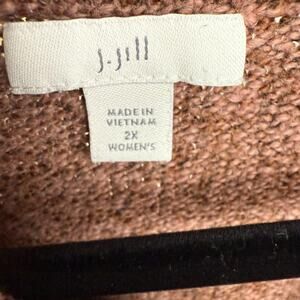 J.Jill
MADE IN
VIETNAM
2X
WOMEN'S